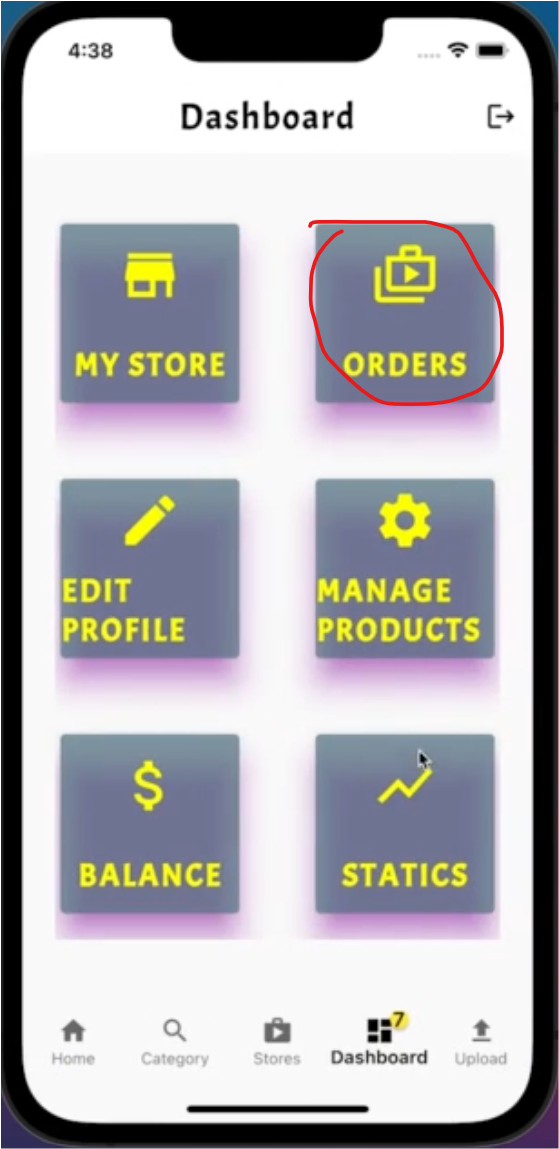 4:38
Dashboard
MY STORE
ORDERS
EDIT
PROFILE
MANAGE
PRODUCTS
BALANCE
STATICS
7
Home
Category
Stores
Dashboard
Upload